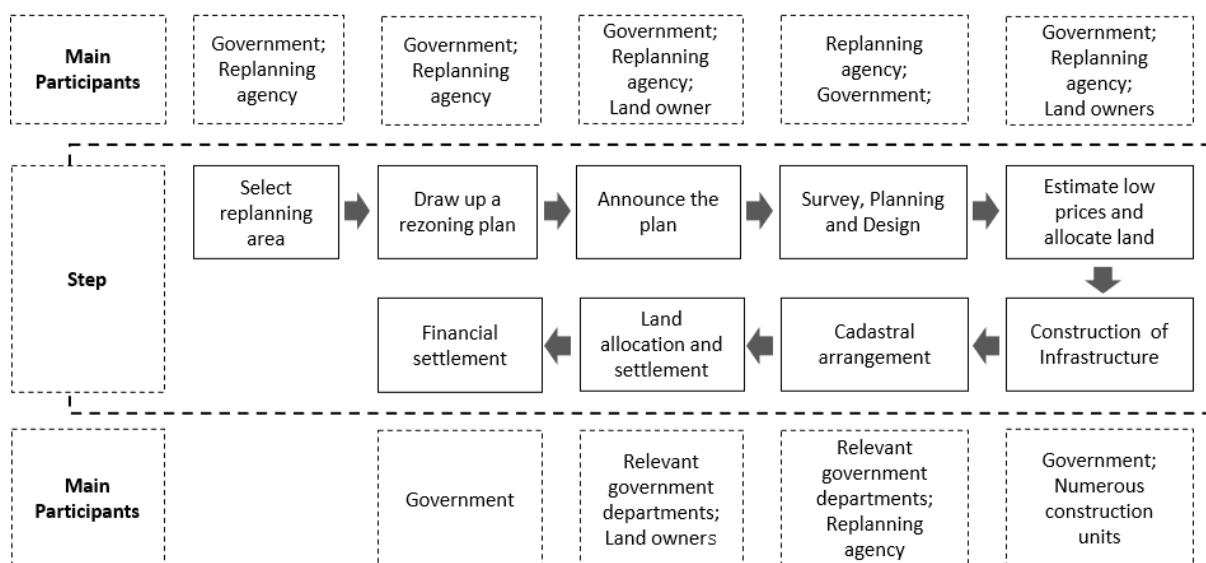 Main
Participants
Government;
Replanning
agency
Government;
Replanning
agency
Government;
Replanning
agency;
Land owner
Replanning
agency;
Government;
Government;
Replanning
agency;
Land owners
Step
Select
replanning
area
Draw up a
rezoning plan
Announce the
plan
Survey, Planning
and Design
Estimate low
prices and
allocate land
Financial
settlement
Land
allocation and
settlement
Cadastral
arrangement
Construction of
Infrastructure
Main
Participants
Government
Relevant
government
departments;
Land owners
Relevant
government
departments;
Replanning
agency
Government;
Numerous
construction
units